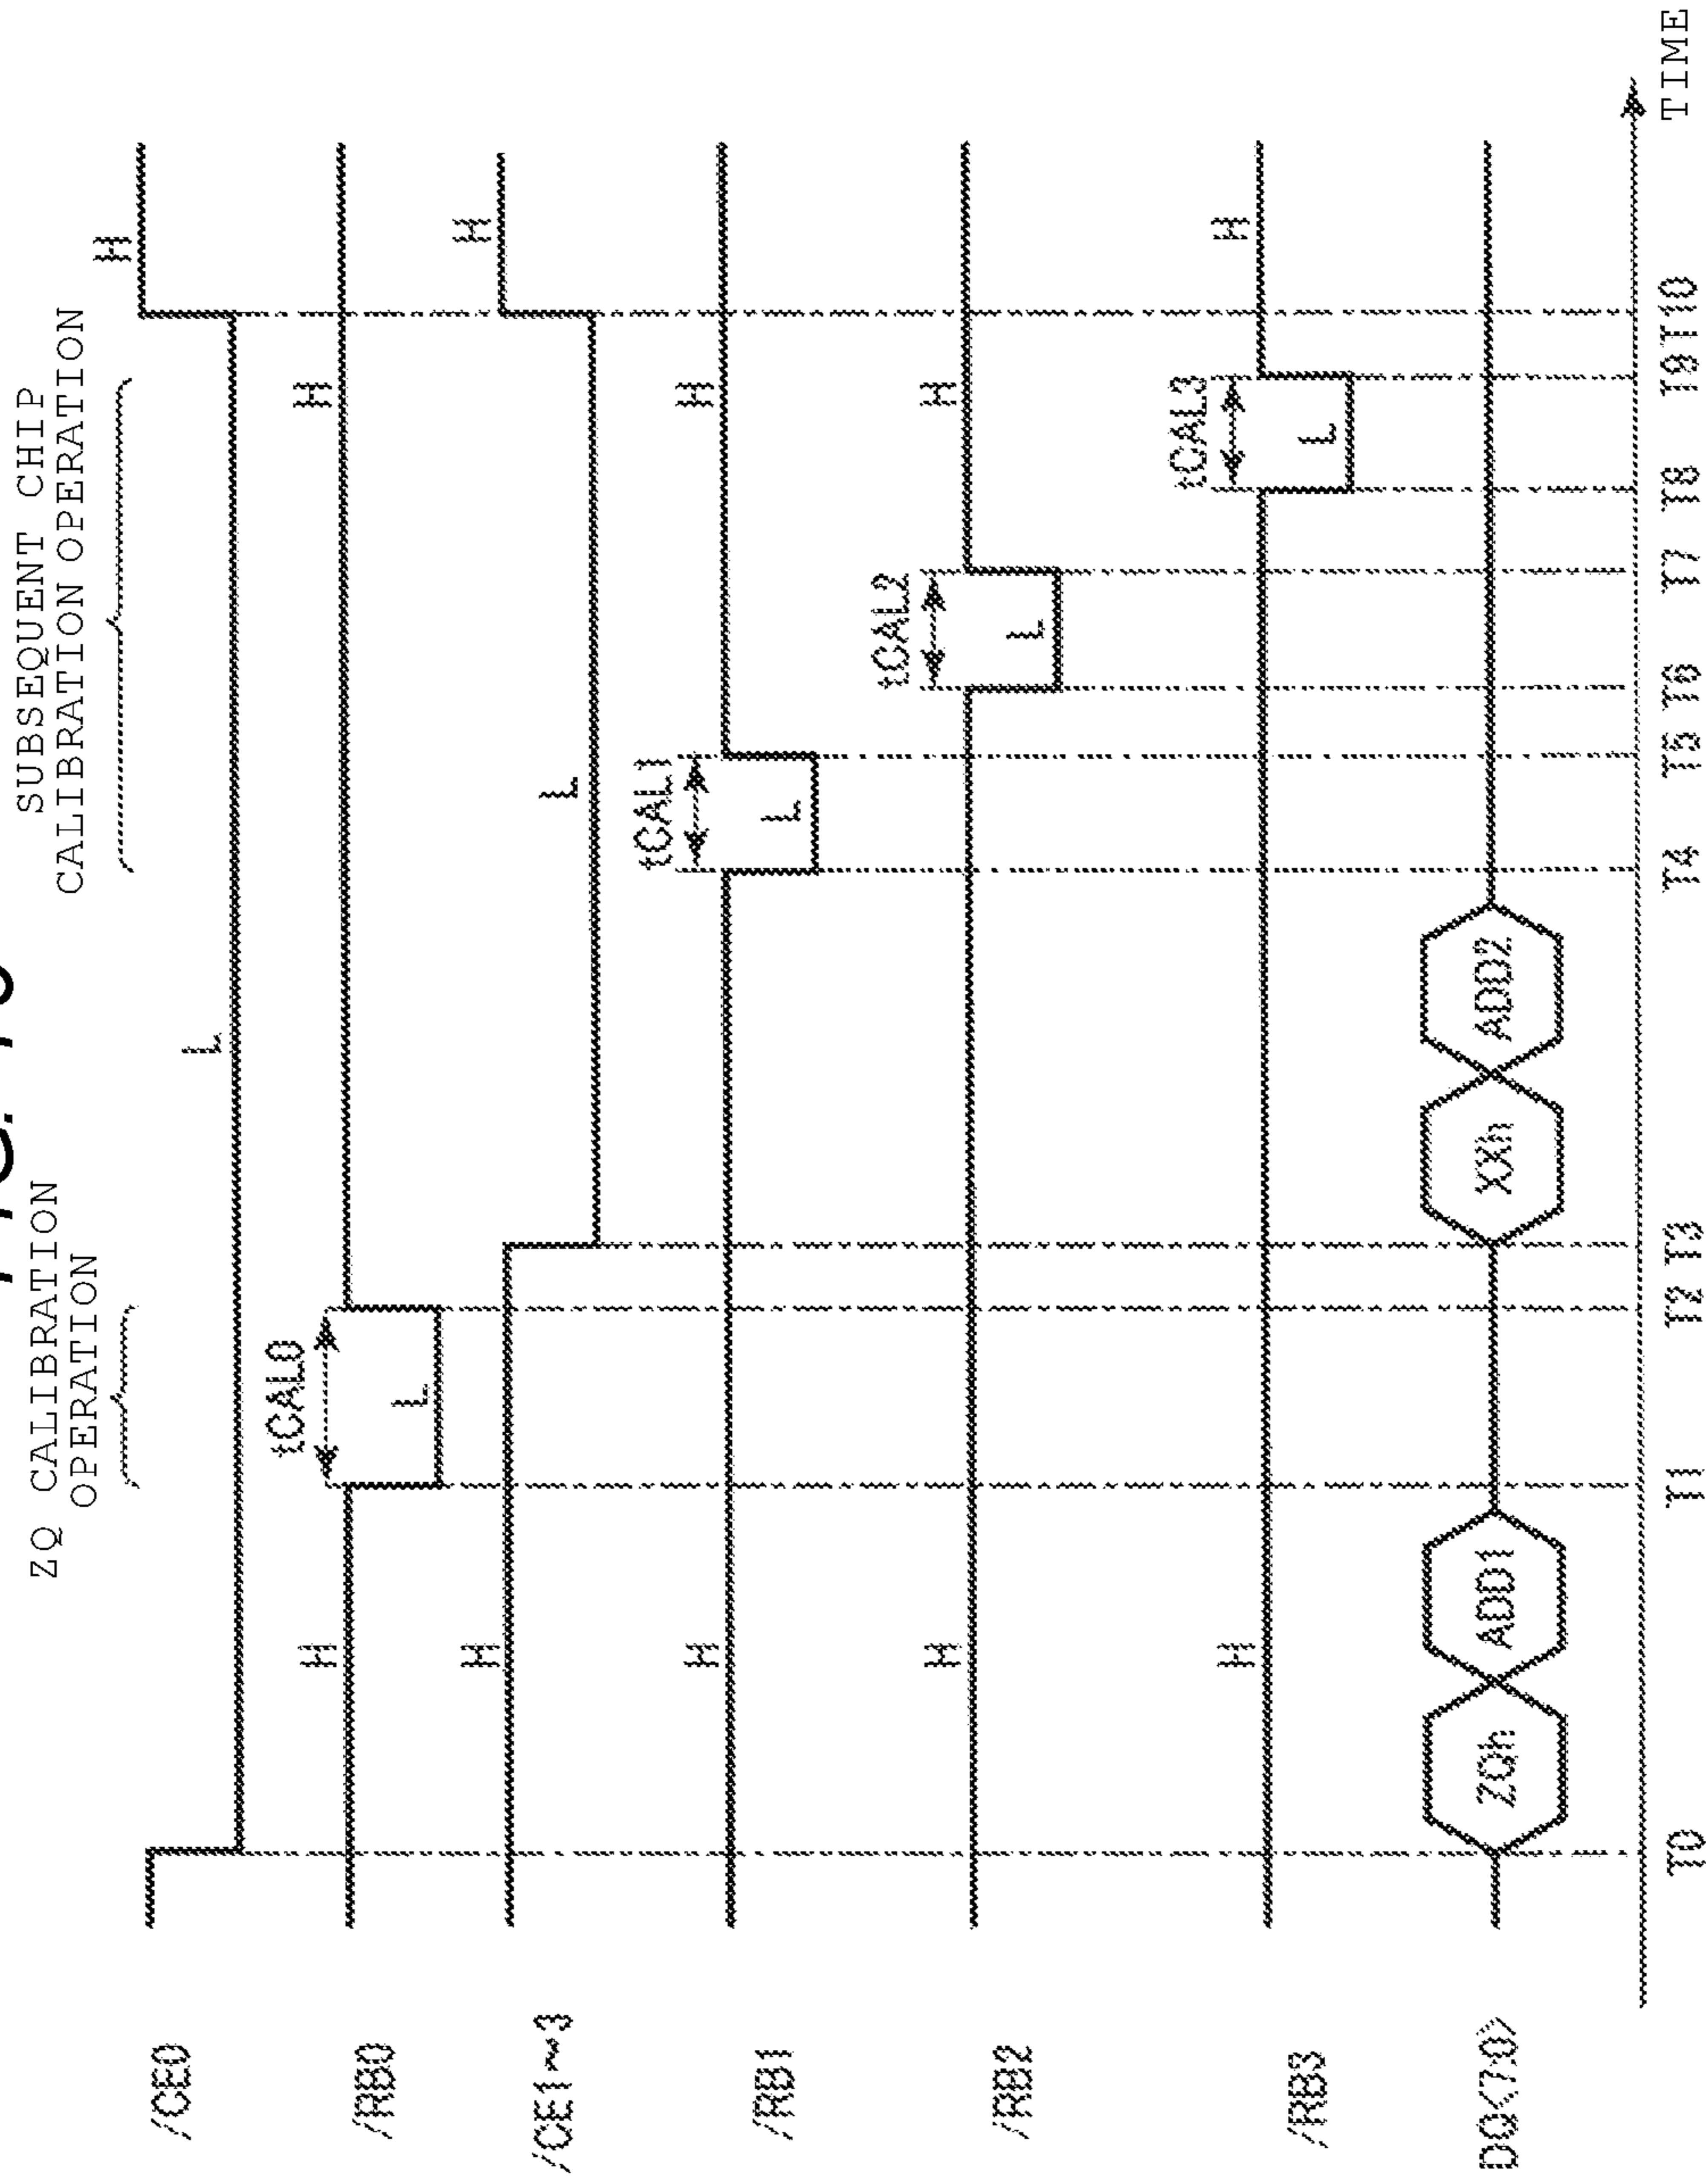 ZQ CALIBRATION
OPERATION
SUBSEQUENT CHIP
CALIBRATION OPERATION
/CE0
L
H
/RB0
H
tCAL0
L
H
H
/CE1~3
H
L
H
/RB1
H
tCAL1
L
H
/RB2
H
tCAL2
L
H
/RB3
H
tCAL3
L
H
DQ<7:0>
ZQh
ADD1
XXh
ADD2
T0
T1
T2
T3
T4
T5
T6
T7
T8
T9
T10
TIME